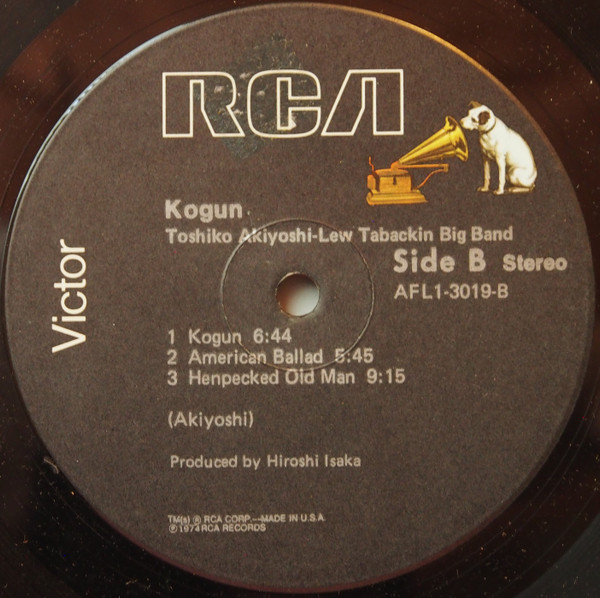 RCA
Victor
Kogun
Toshiko Akiyoshi-Lew Tabackin Big Band
Side B Stereo
AFL1-3019-B
1 Kogun 6:44
2 American Ballad 5:45
3 Henpecked Old Man 9:15
(Akiyoshi)
Produced by Hiroshi Isaka
TM(s) ® RCA CORP.—MADE IN U.S.A.
℗ 1974 RCA RECORDS